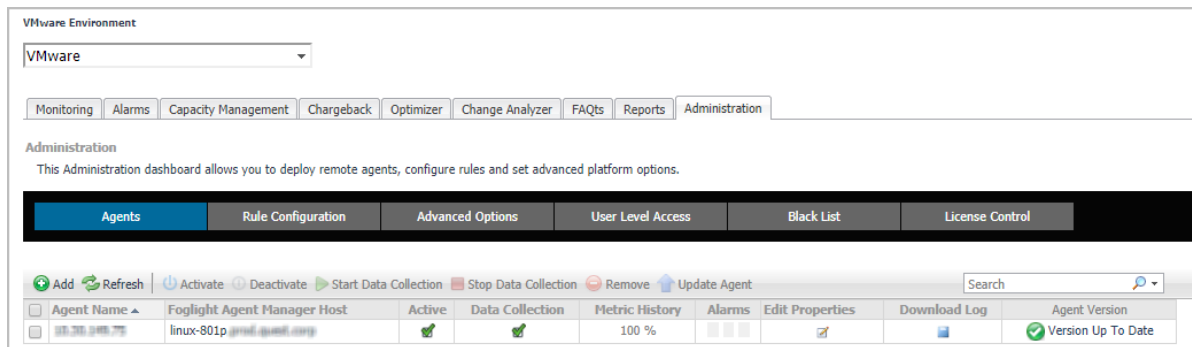 VMware Environment
VMware
Monitoring Alarms Capacity Management Chargeback Optimizer Change Analyzer FAQts Reports Administration
Administration
This Administration dashboard allows you to deploy remote agents, configure rules and set advanced platform options.
Agents Rule Configuration Advanced Options User Level Access Black List License Control
Add Refresh Activate Deactivate Start Data Collection Stop Data Collection Remove Update Agent Search
Agent Name Foglight Agent Manager Host Active Data Collection Metric History Alarms Edit Properties Download Log Agent Version
linux-801p 100 % Version Up To Date